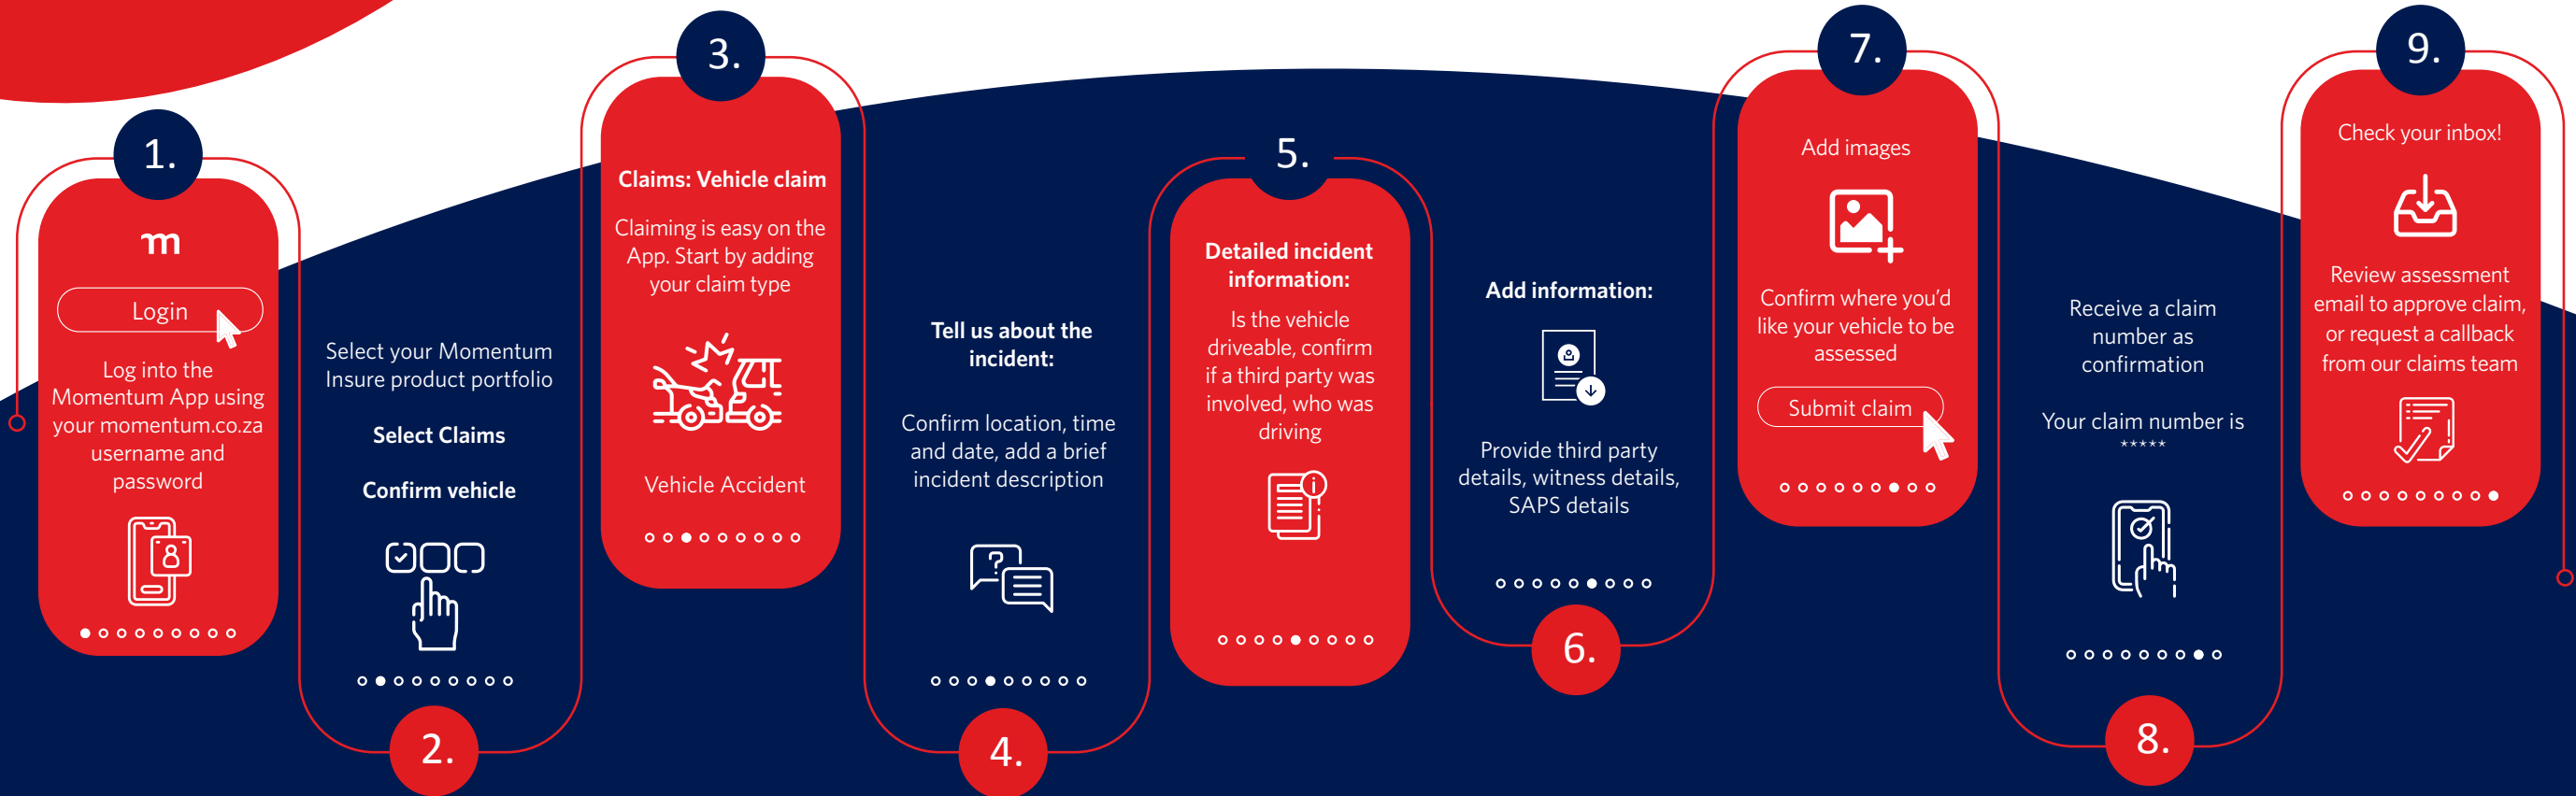 1.
m
Login
Log into the
Momentum App using
your momentum.co.za
username and
password
Select your Momentum
Insure product portfolio
Select Claims
Confirm vehicle
2.
3.
Claims: Vehicle claim
Claiming is easy on the
App. Start by adding
your claim type
Vehicle Accident
Tell us about the
incident:
Confirm location, time
and date, add a brief
incident description
?
4.
5.
Detailed incident
information:
Is the vehicle
driveable, confirm
if a third party was
involved, who was
driving
i
Add information:
Provide third party
details, witness details,
SAPS details
6.
7.
Add images
Confirm where you’d
like your vehicle to be
assessed
Submit claim
Receive a claim
number as
confirmation
Your claim number is
*****
8.
9.
Check your inbox!
Review assessment
email to approve claim,
or request a callback
from our claims team